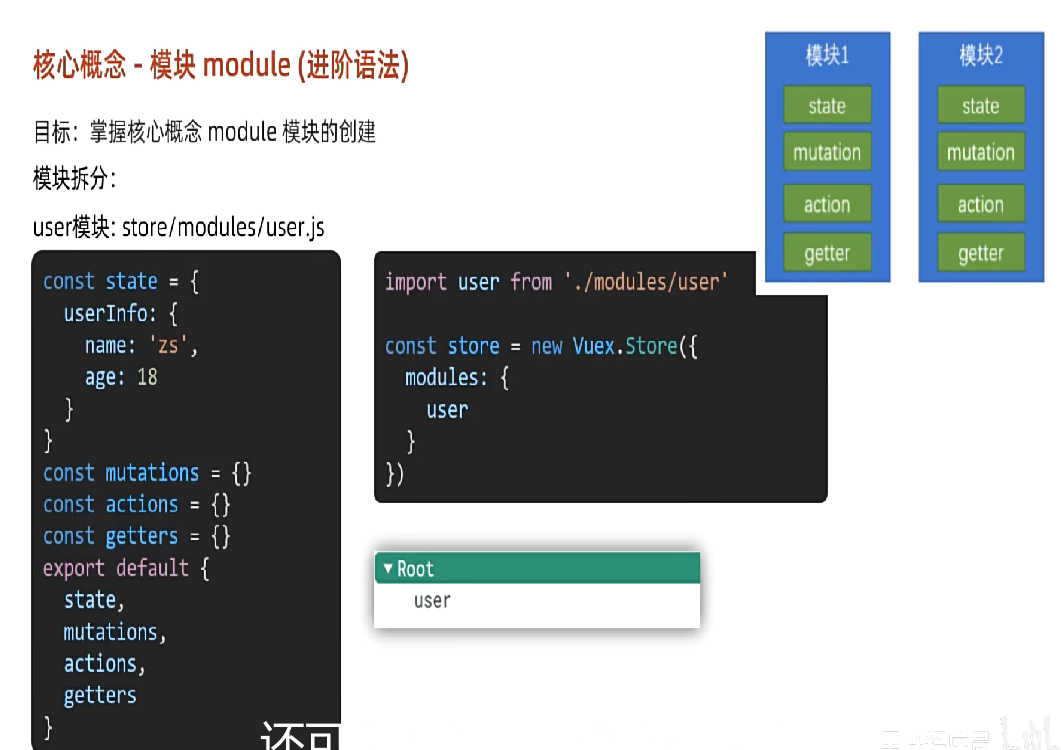 核心概念 - 模块 module (进阶语法)
目标：掌握核心概念 module 模块的创建
模块拆分：
user模块: store/modules/user.js
const state = {
userInfo: {
name: 'zs',
age: 18
}
}
const mutations = {}
const actions = {}
const getters = {}
export default {
state,
mutations,
actions,
getters
}
import user from './modules/user'
const store = new Vuex.Store({
modules: {
user
}
})
▼Root
user
模块1
state
mutation
action
getter
模块2
state
mutation
action
getter
还可